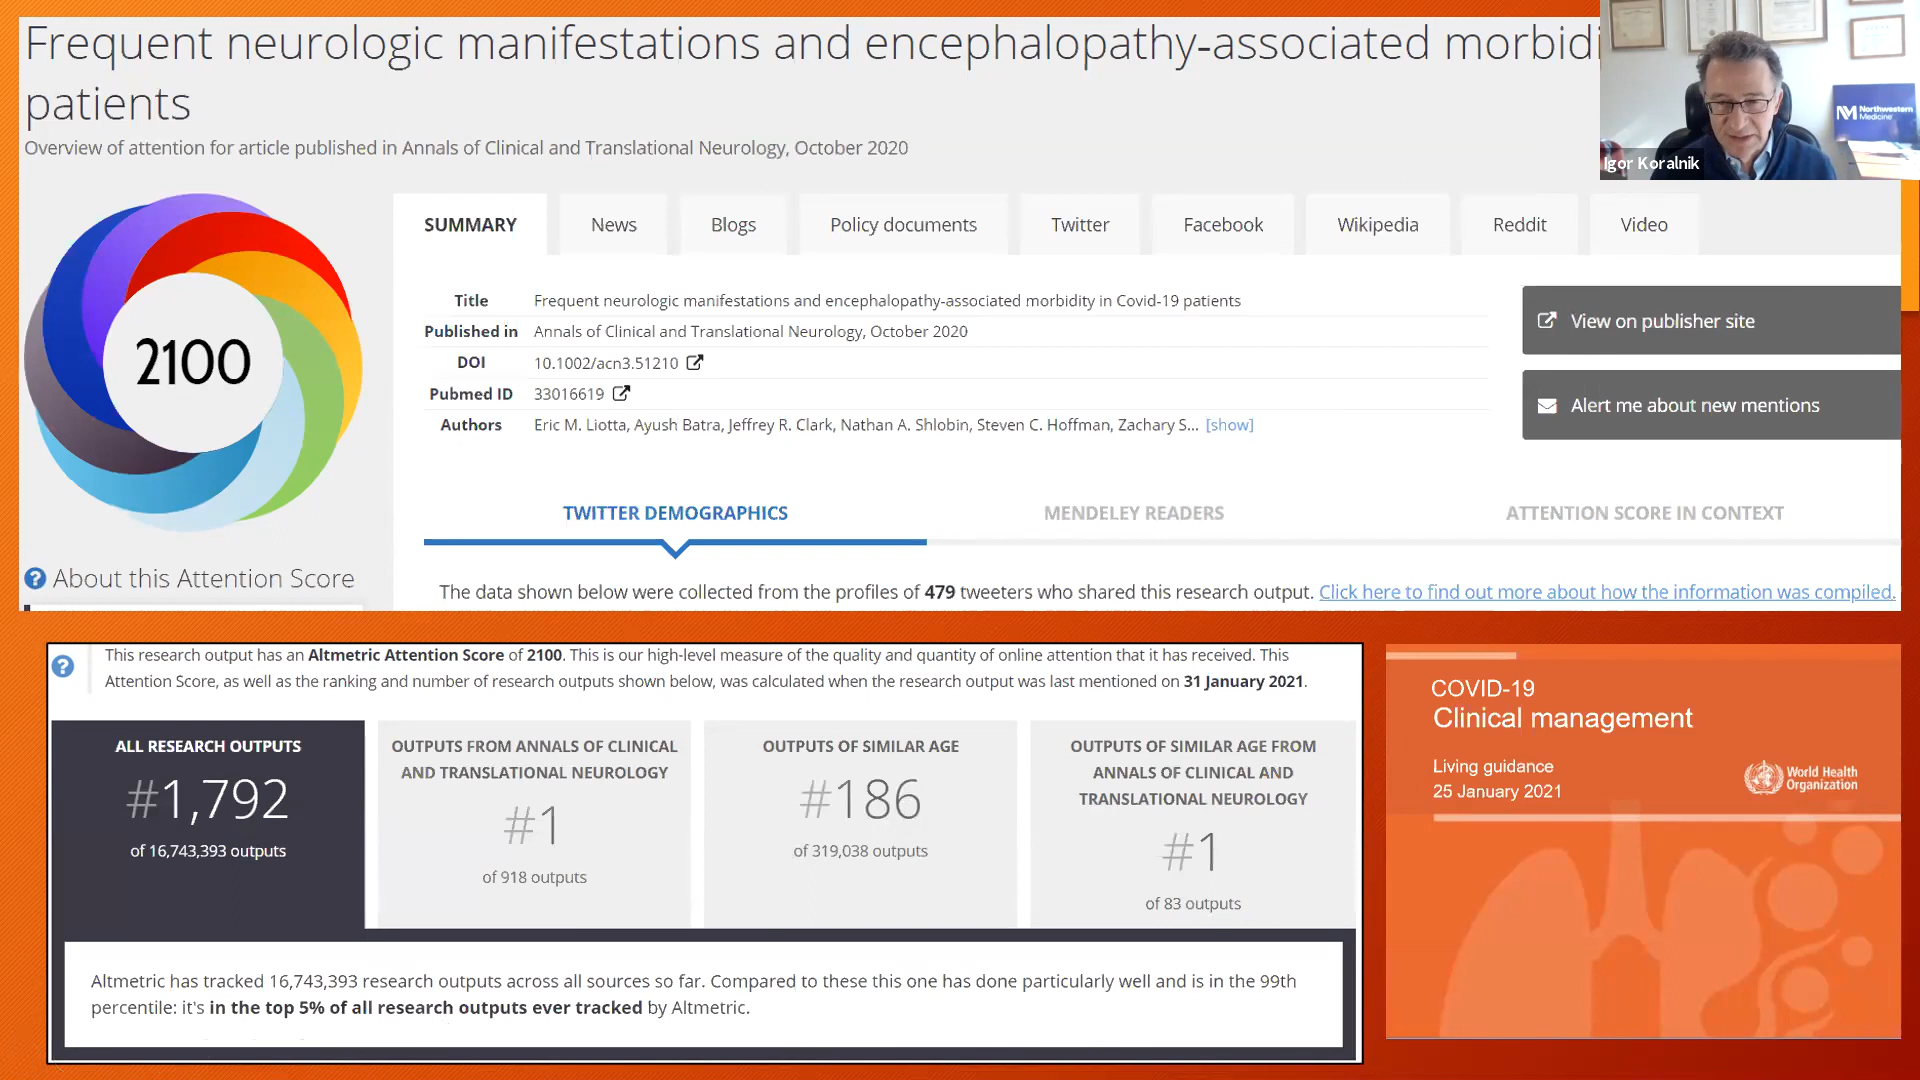 Frequent neurologic manifestations and encephalopathy-associated
patients
Overview of attention for article published in Annals of Clinical and Translational Neurology, October 2020
Northwestern
Medicine
Igor Koralnik
2100
SUMMARY
News
Blogs
Policy documents
Twitter
Facebook
Wikipedia
Reddit
Video
Title Frequent neurologic manifestations and encephalopathy-associated morbidity in Covid-19 patients
Published in Annals of Clinical and Translational Neurology, October 2020
DOI 10.1002/acn3.51210
Pubmed ID 33016619
Authors Eric M. Liotta, Ayush Batra, Jeffrey R. Clark, Nathan A. Shlobin, Steven C. Hoffman, Zachary S... [show]
View on publisher site
Alert me about new mentions
TWITTER DEMOGRAPHICS
MENDELEY READERS
ATTENTION SCORE IN CONTEXT
? About this Attention Score
The data shown below were collected from the profiles of 479 tweeters who shared this research output. Click here to find out more about how the information was compiled.
? This research output has an Altmetric Attention Score of 2100. This is our high-level measure of the quality and quantity of online attention that it has received. This
Attention Score, as well as the ranking and number of research outputs shown below, was calculated when the research output was last mentioned on 31 January 2021.
ALL RESEARCH OUTPUTS
#1,792
of 16,743,393 outputs
OUTPUTS FROM ANNALS OF CLINICAL
AND TRANSLATIONAL NEUROLOGY
#1
of 918 outputs
OUTPUTS OF SIMILAR AGE
#186
of 319,038 outputs
OUTPUTS OF SIMILAR AGE FROM
ANNALS OF CLINICAL AND
TRANSLATIONAL NEUROLOGY
#1
of 83 outputs
Altmetric has tracked 16,743,393 research outputs across all sources so far. Compared to these this one has done particularly well and is in the 99th
percentile: it's in the top 5% of all research outputs ever tracked by Altmetric.
COVID-19
Clinical management
Living guidance
25 January 2021
World Health
Organization